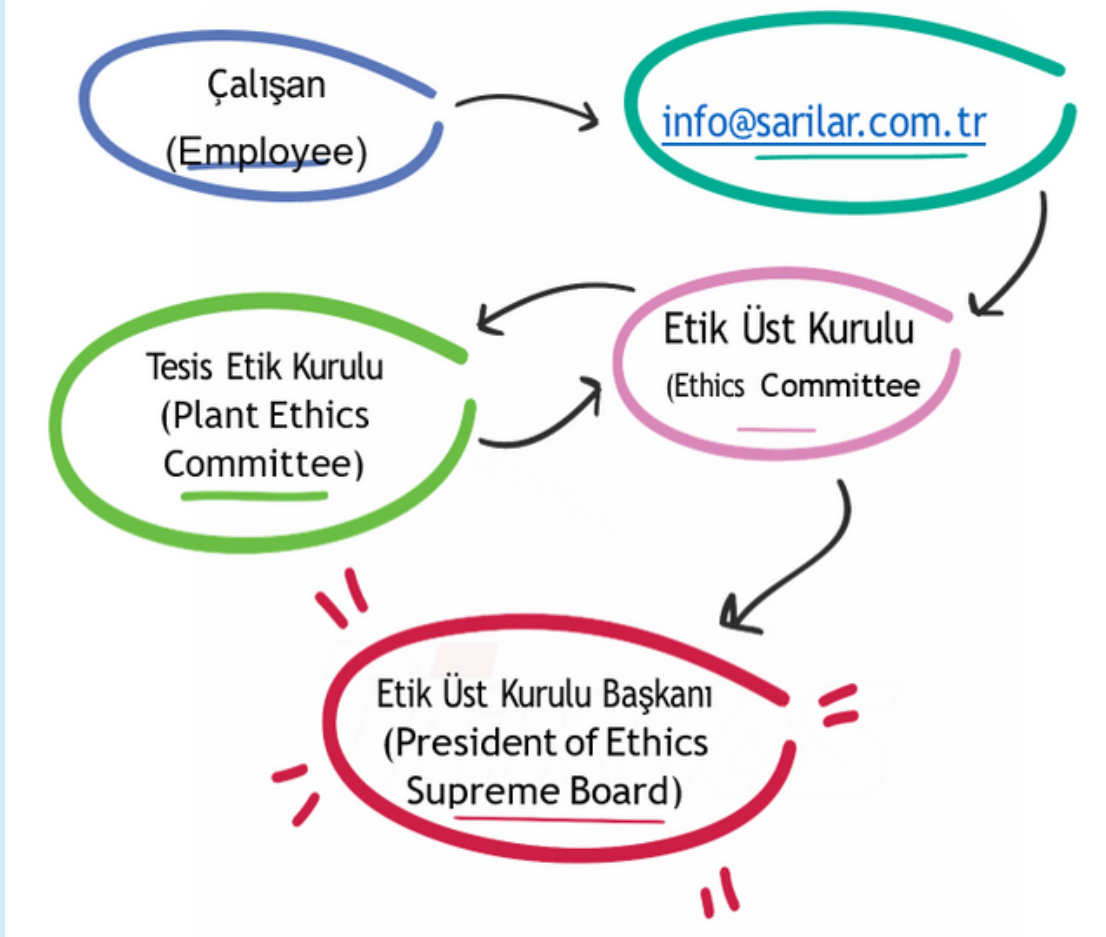 Çalışan
(Employee)
info@sarilar.com.tr
Etik Üst Kurulu
(Ethics Committee
Tesis Etik Kurulu
(Plant Ethics
Committee)
Etik Üst Kurulu Başkanı
(President of Ethics
Supreme Board)